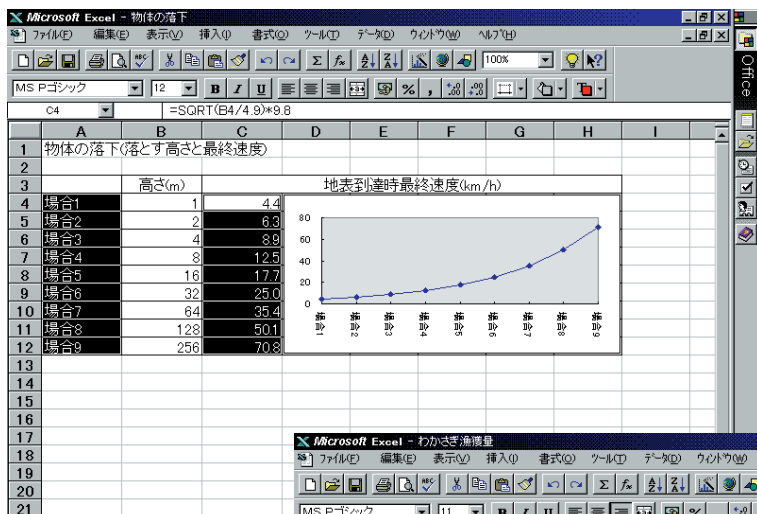 Microsoft Excel - 物体の落下
ファイル(F) 編集(E) 表示(V) 挿入(I) 書式(O) ツール(T) データ(D) ウィンドウ(W) ヘルプ(H)
100%
MS Pゴシック 12 B I U
Office
C4 =SQRT(B4/4.9)*9.8
A B C D E F G H I
1 物体の落下(落とす高さと最終速度)
2
3 高さ(m) 地表到達時最終速度(km/h)
4 場合1 1 4.4
5 場合2 2 6.3
6 場合3 4 8.9
7 場合4 8 12.5
8 場合5 16 17.7
9 場合6 32 25.0
10 場合7 64 35.4
11 場合8 128 50.1
12 場合9 256 70.8
80
60
40
20
0
場合1 場合2 場合3 場合4 場合5 場合6 場合7 場合8 場合9
13
14
15
16
17
18
19
20
21
Microsoft Excel - わかさぎ漁獲量
ファイル(F) 編集(E) 表示(V) 挿入(I) 書式(O) ツール(T) データ(D) ウィンドウ(W)
MS Pゴシック 11 B I U